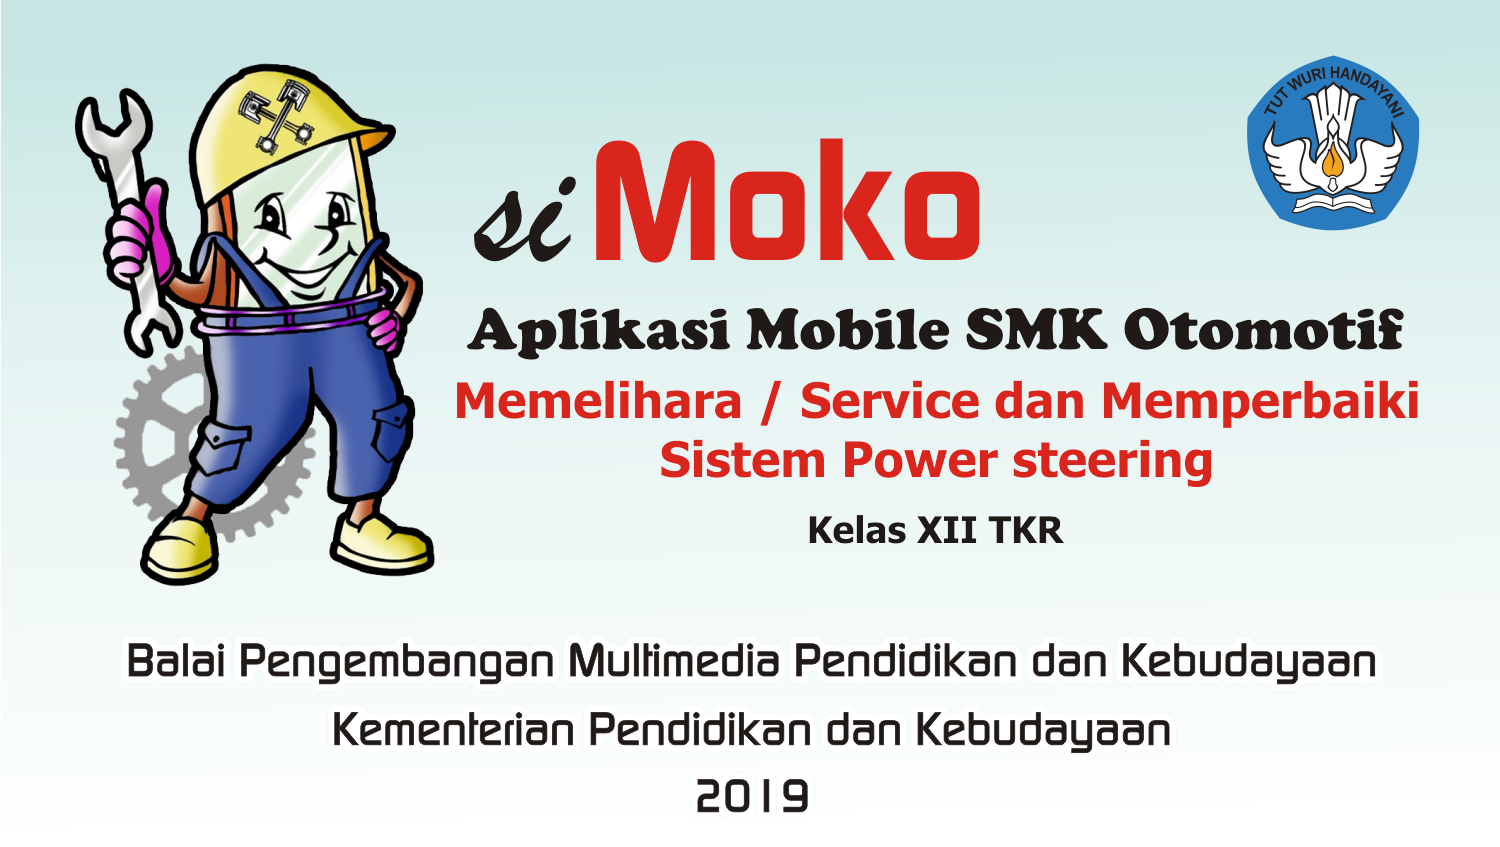 TUT WURI HANDAYANI
si Moko
Aplikasi Mobile SMK Otomotif
Memelihara / Service dan Memperbaiki
Sistem Power steering
Kelas XII TKR
Balai Pengembangan Multimedia Pendidikan dan Kebudayaan
Kementerian Pendidikan dan Kebudayaan
2019